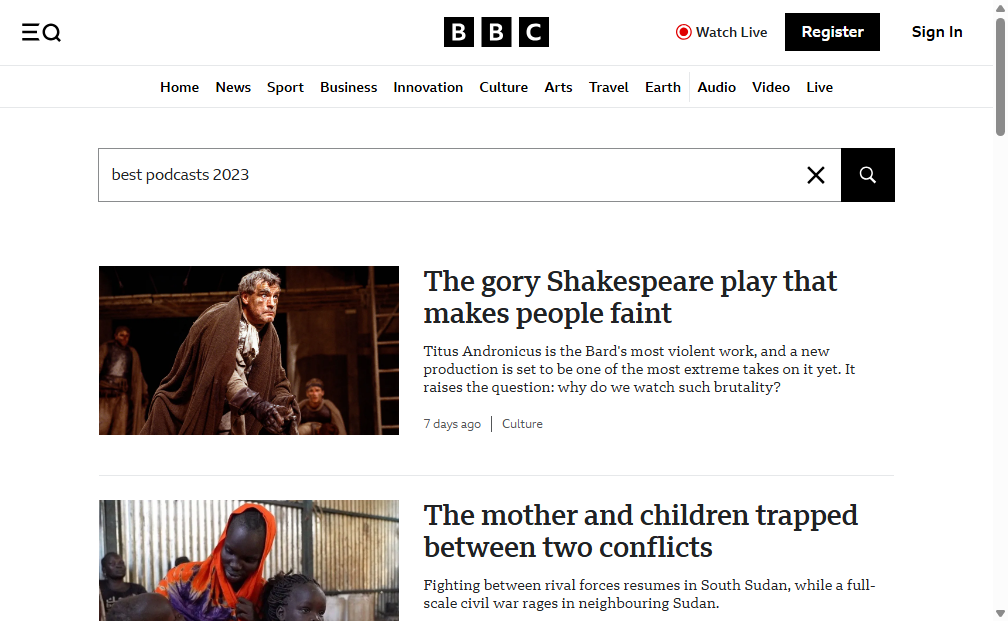 BBC
Watch Live
Register
Sign In
Home News Sport Business Innovation Culture Arts Travel Earth Audio Video Live
best podcasts 2023
The gory Shakespeare play that
makes people faint
Titus Andronicus is the Bard's most violent work, and a new
production is set to be one of the most extreme takes on it yet. It
raises the question: why do we watch such brutality?
7 days ago | Culture
The mother and children trapped
between two conflicts
Fighting between rival forces resumes in South Sudan, while a full-
scale civil war rages in neighbouring Sudan.